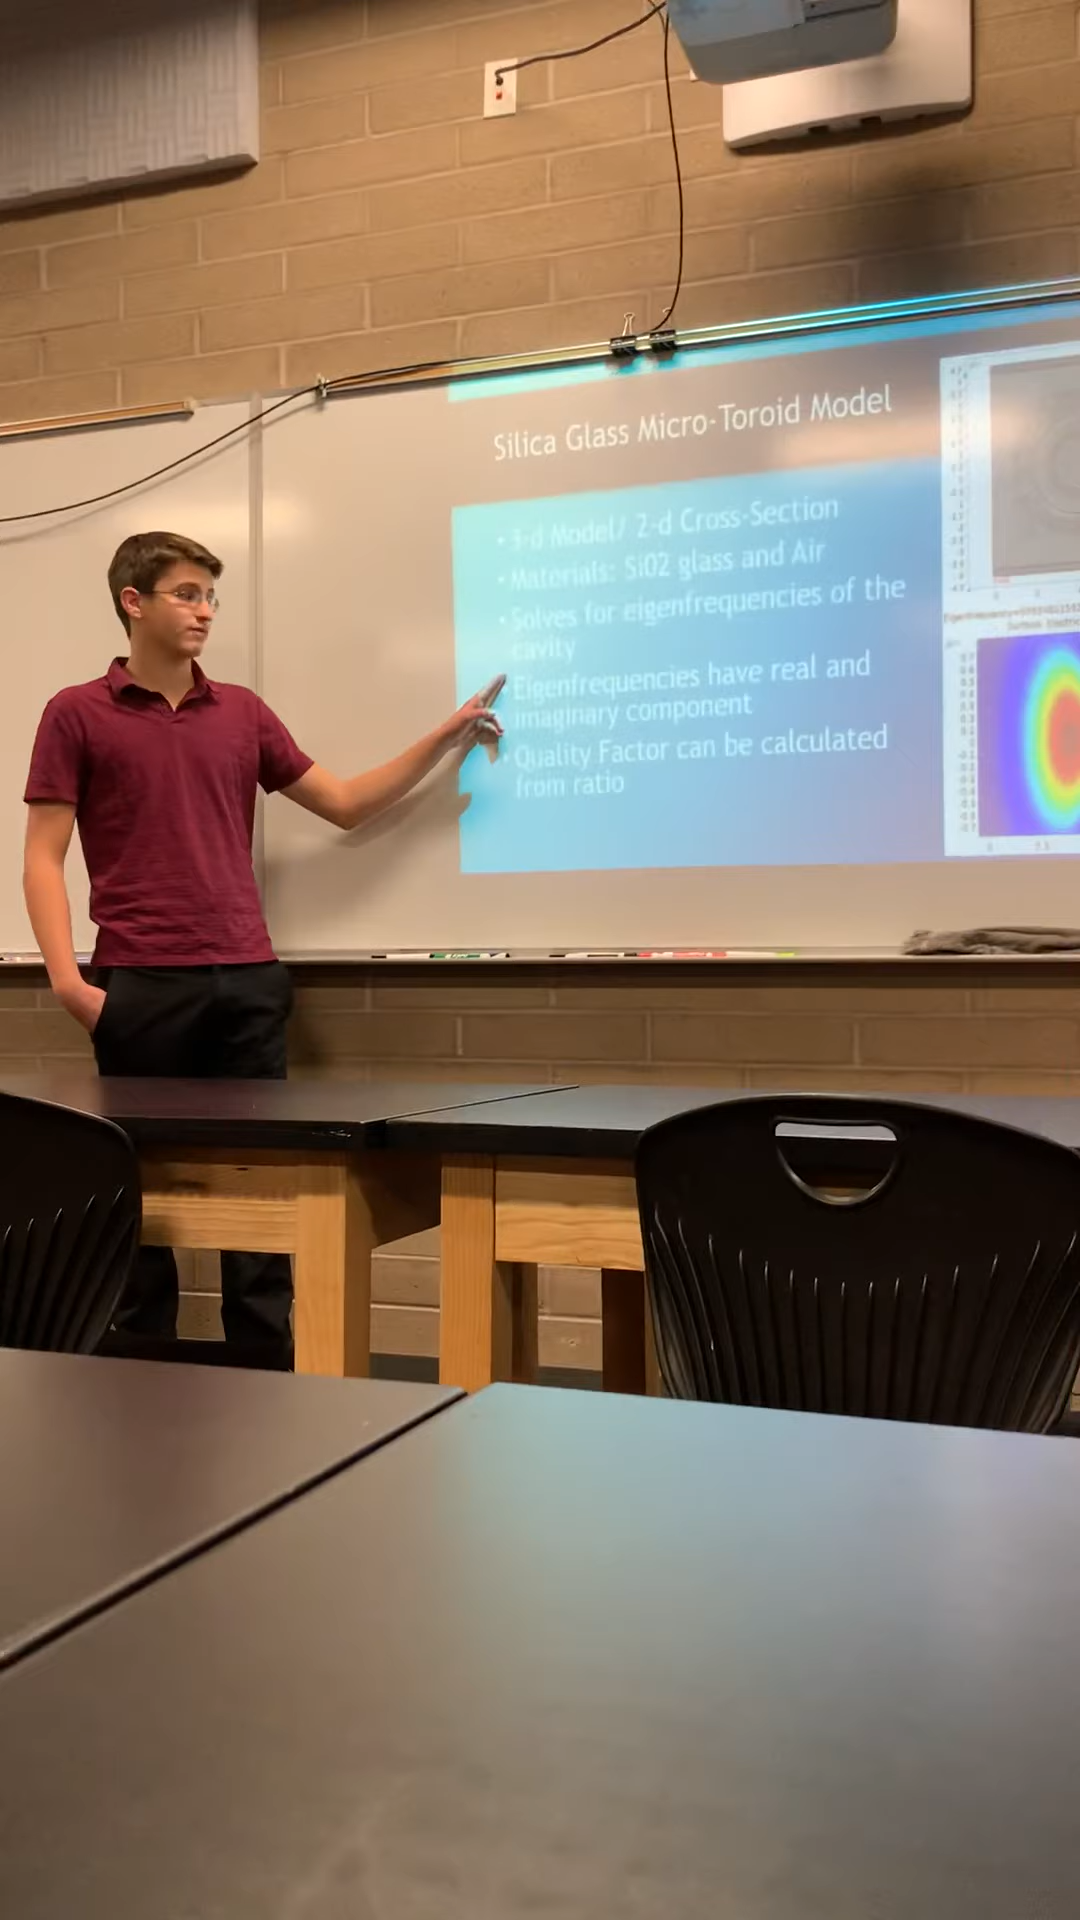 Silica Glass Micro-Toroid Model
• 3-d Model/ 2-d Cross-Section
• Materials: SiO2 glass and Air
• Solves for eigenfrequencies of the
cavity
Eigenfrequencies have real and
imaginary component
• Quality Factor can be calculated
from ratio